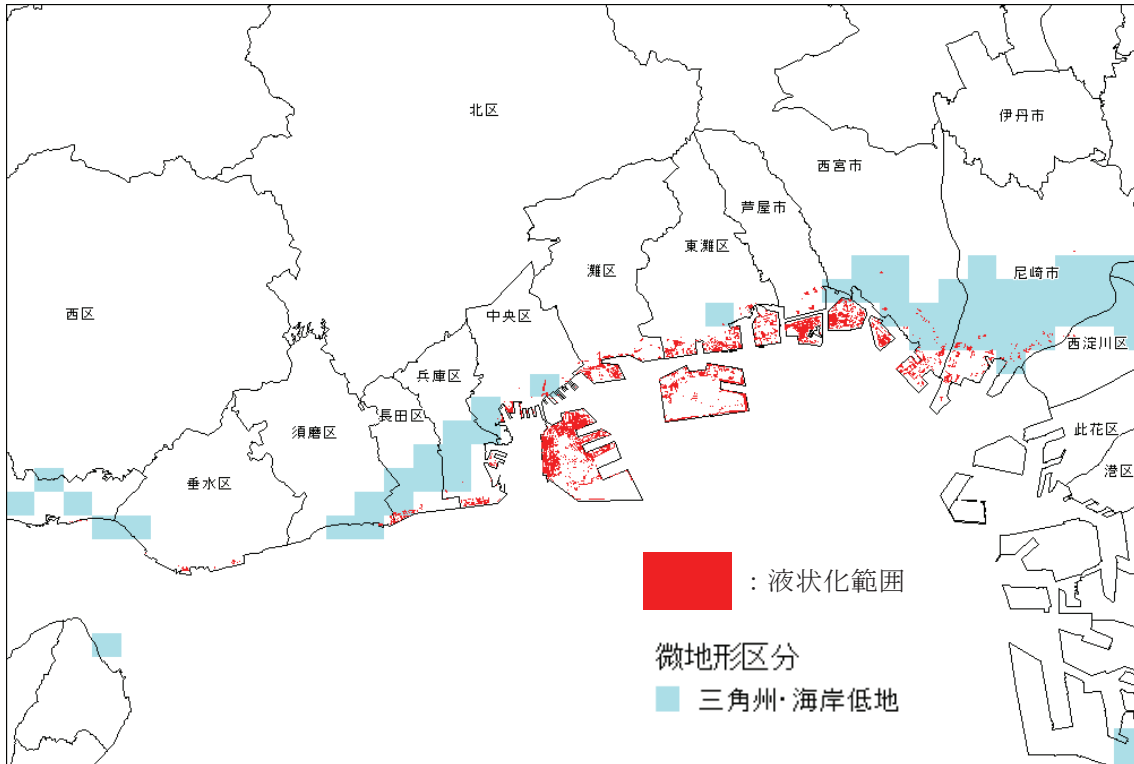 北区
伊丹市
西宮市
芦屋市
東灘区
灘区
尼崎市
西区
中央区
西淀川区
兵庫区
長田区
須磨区
此花区
港区
垂水区
：液状化範囲
微地形区分
三角州・海岸低地